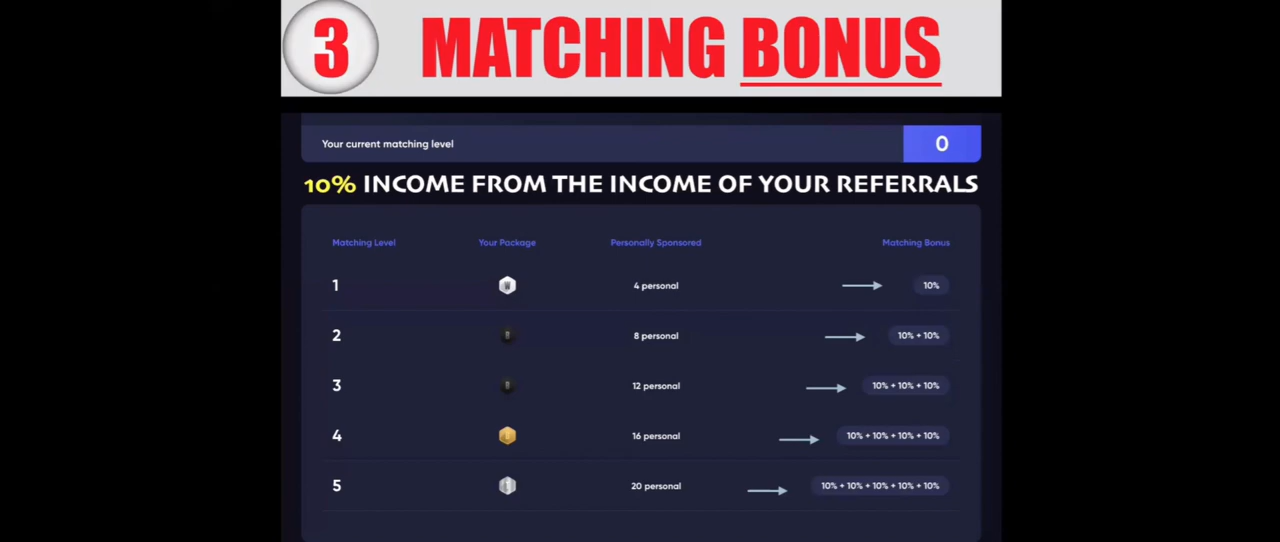 3 MATCHING BONUS
Your current matching level 0
10% INCOME FROM THE INCOME OF YOUR REFERRALS
Matching Level Your Package Personally Sponsored Matching Bonus
1 4 personal 10%
2 8 personal 10% + 10%
3 12 personal 10% + 10% + 10%
4 16 personal 10% + 10% + 10% + 10%
5 20 personal 10% + 10% + 10% + 10% + 10%